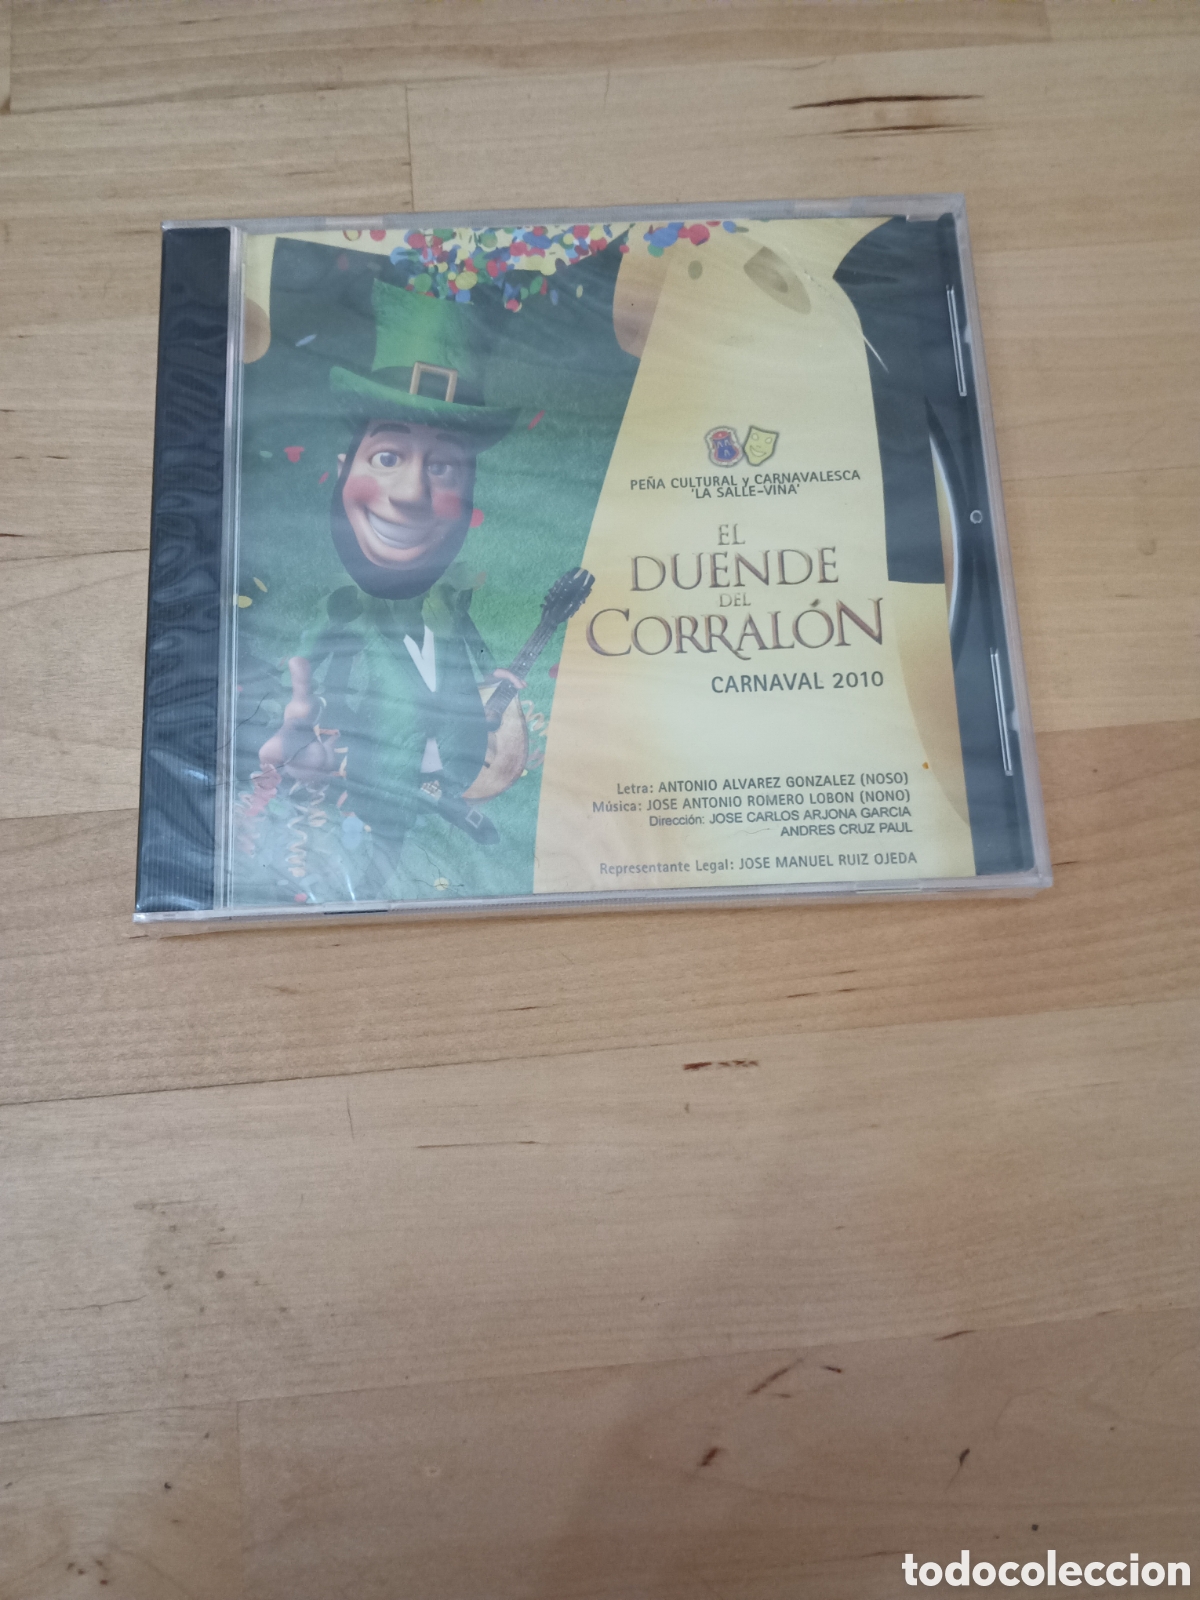 PEÑA CULTURAL y CARNAVALESCA
'LA SALLE-VIÑA'
EL
DUENDE
DEL
CORRALÓN
CARNAVAL 2010
Letra: ANTONIO ALVAREZ GONZALEZ (NOSO)
Música: JOSE ANTONIO ROMERO LOBON (NONO)
Dirección: JOSE CARLOS ARJONA GARCIA
ANDRES CRUZ PAUL
Representante Legal: JOSE MANUEL RUIZ OJEDA
todocoleccion
todocoleccion.net